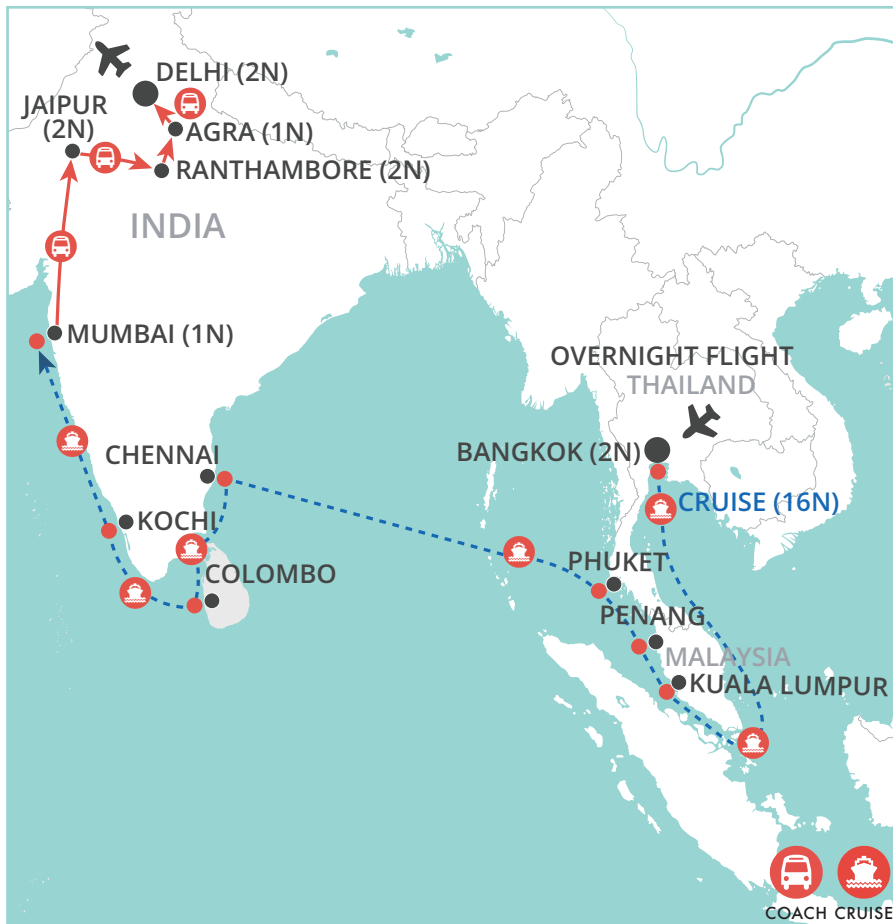 DELHI (2N)
JAIPUR
(2N)
AGRA (1N)
RANTHAMBORE (2N)
INDIA
MUMBAI (1N)
OVERNIGHT FLIGHT
THAILAND
BANGKOK (2N)
CHENNAI
CRUISE (16N)
KOCHI
COLOMBO
PHUKET
PENANG
MALAYSIA
KUALA LUMPUR
COACH CRUISE